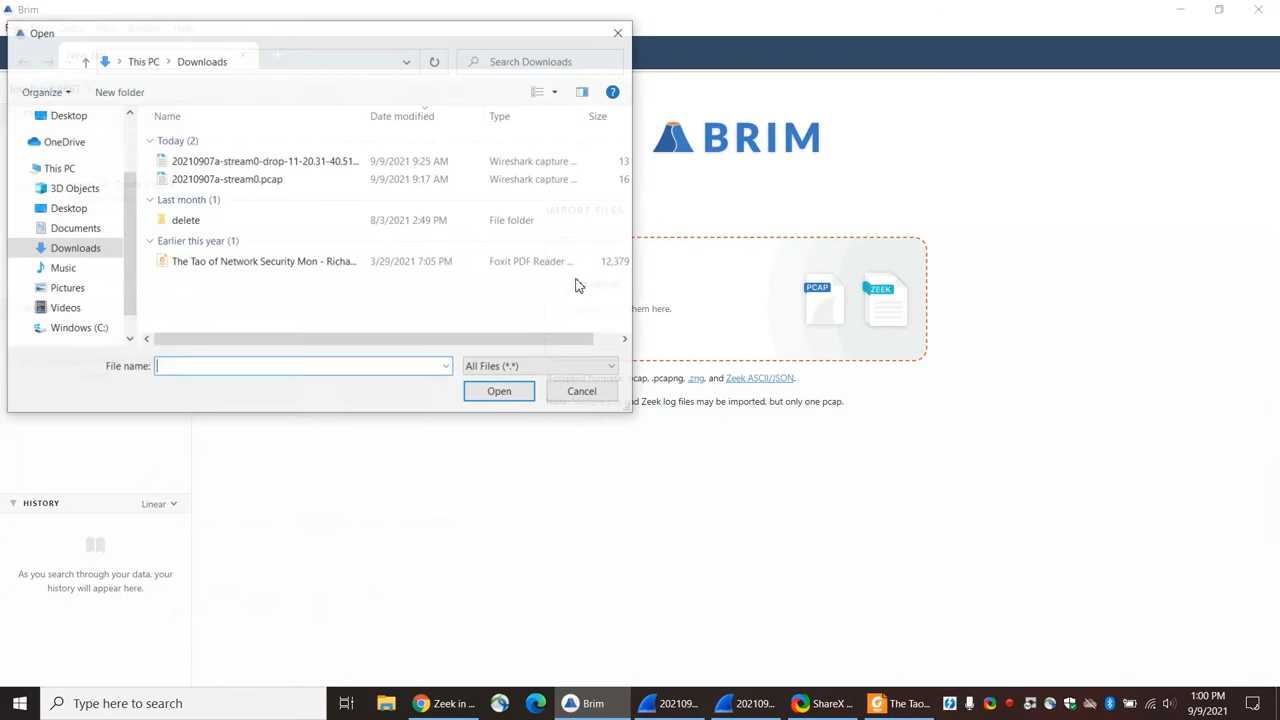 Brim
Open
This PC > Downloads
Search Downloads
Organize
New folder
Name
Date modified
Type
Size
Desktop
OneDrive
This PC
3D Objects
Desktop
Documents
Downloads
Music
Pictures
Videos
Windows (C:)
Today (2)
20210907a-stream0-drop-11-20.31-40.51... 9/9/2021 9:25 AM Wireshark capture ... 13
20210907a-stream0.pcap 9/9/2021 9:17 AM Wireshark capture ... 16
Last month (1)
delete 8/3/2021 2:49 PM File folder
Earlier this year (1)
The Tao of Network Security Mon - Richa... 3/29/2021 7:05 PM Foxit PDF Reader ... 12,379
File name:
All Files (*.*)
Open
Cancel
BRIM
IMPORT FILES
PCAP
ZEEK
them here.
.pcapng, .zng, and Zeek ASCII/JSON.
and Zeek log files may be imported, but only one pcap.
HISTORY
Linear
As you search through your data, your
history will appear here.
Type here to search
Zeek in ...
Brim
202109...
202109...
ShareX ...
The Tao...
1:00 PM
9/9/2021